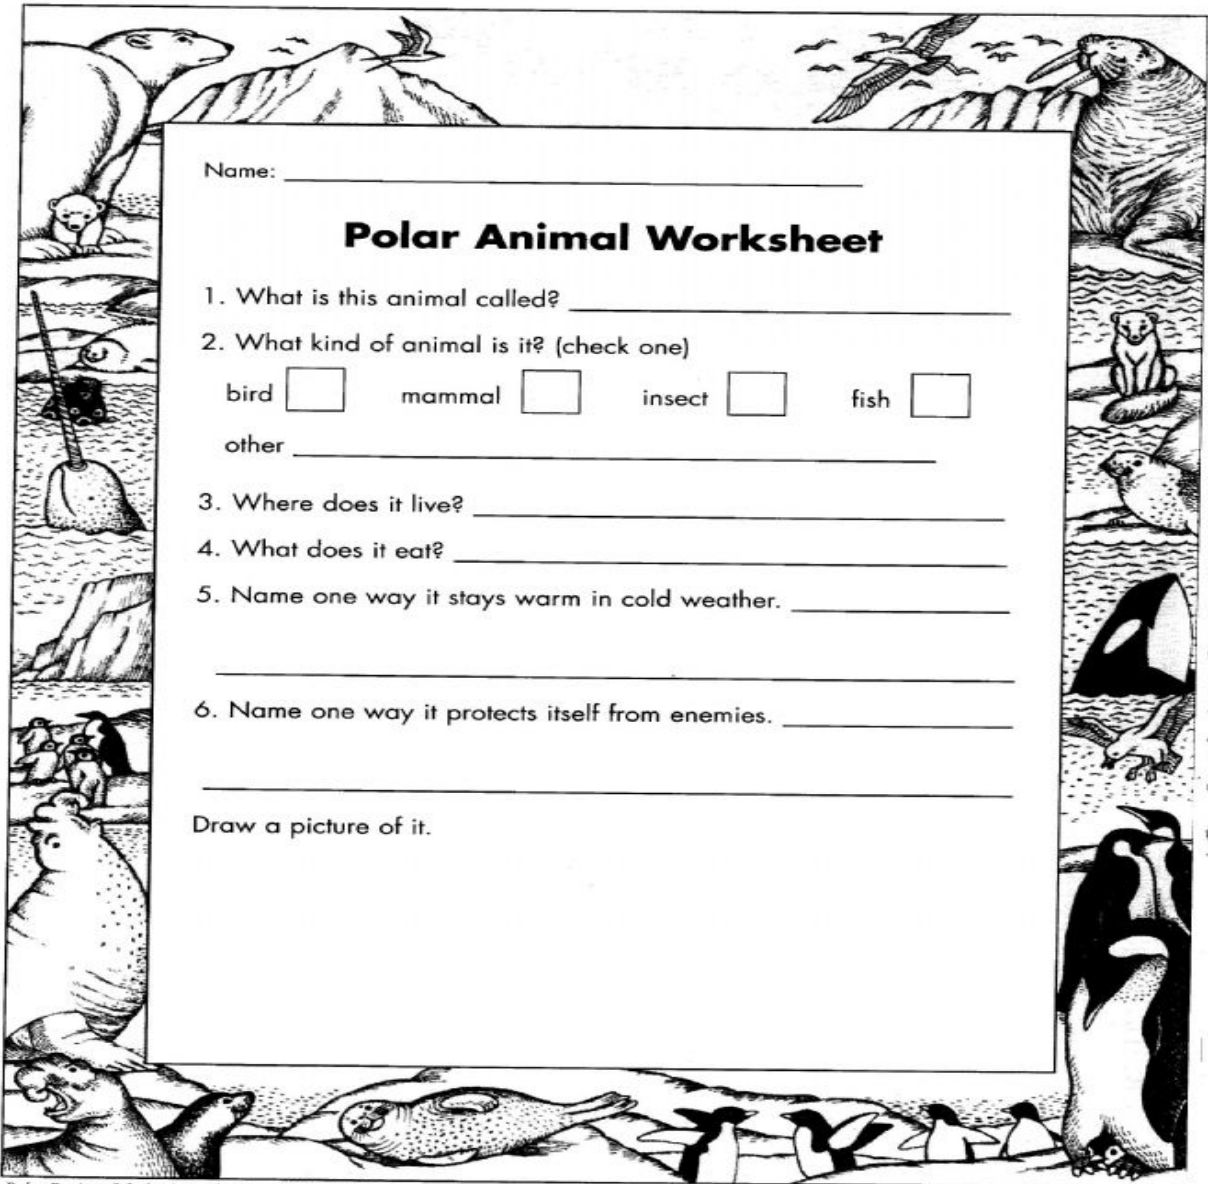 Name:
Polar Animal Worksheet
1. What is this animal called?
2. What kind of animal is it? (check one)
bird mammal insect fish
other
3. Where does it live?
4. What does it eat?
5. Name one way it stays warm in cold weather.
6. Name one way it protects itself from enemies.
Draw a picture of it.